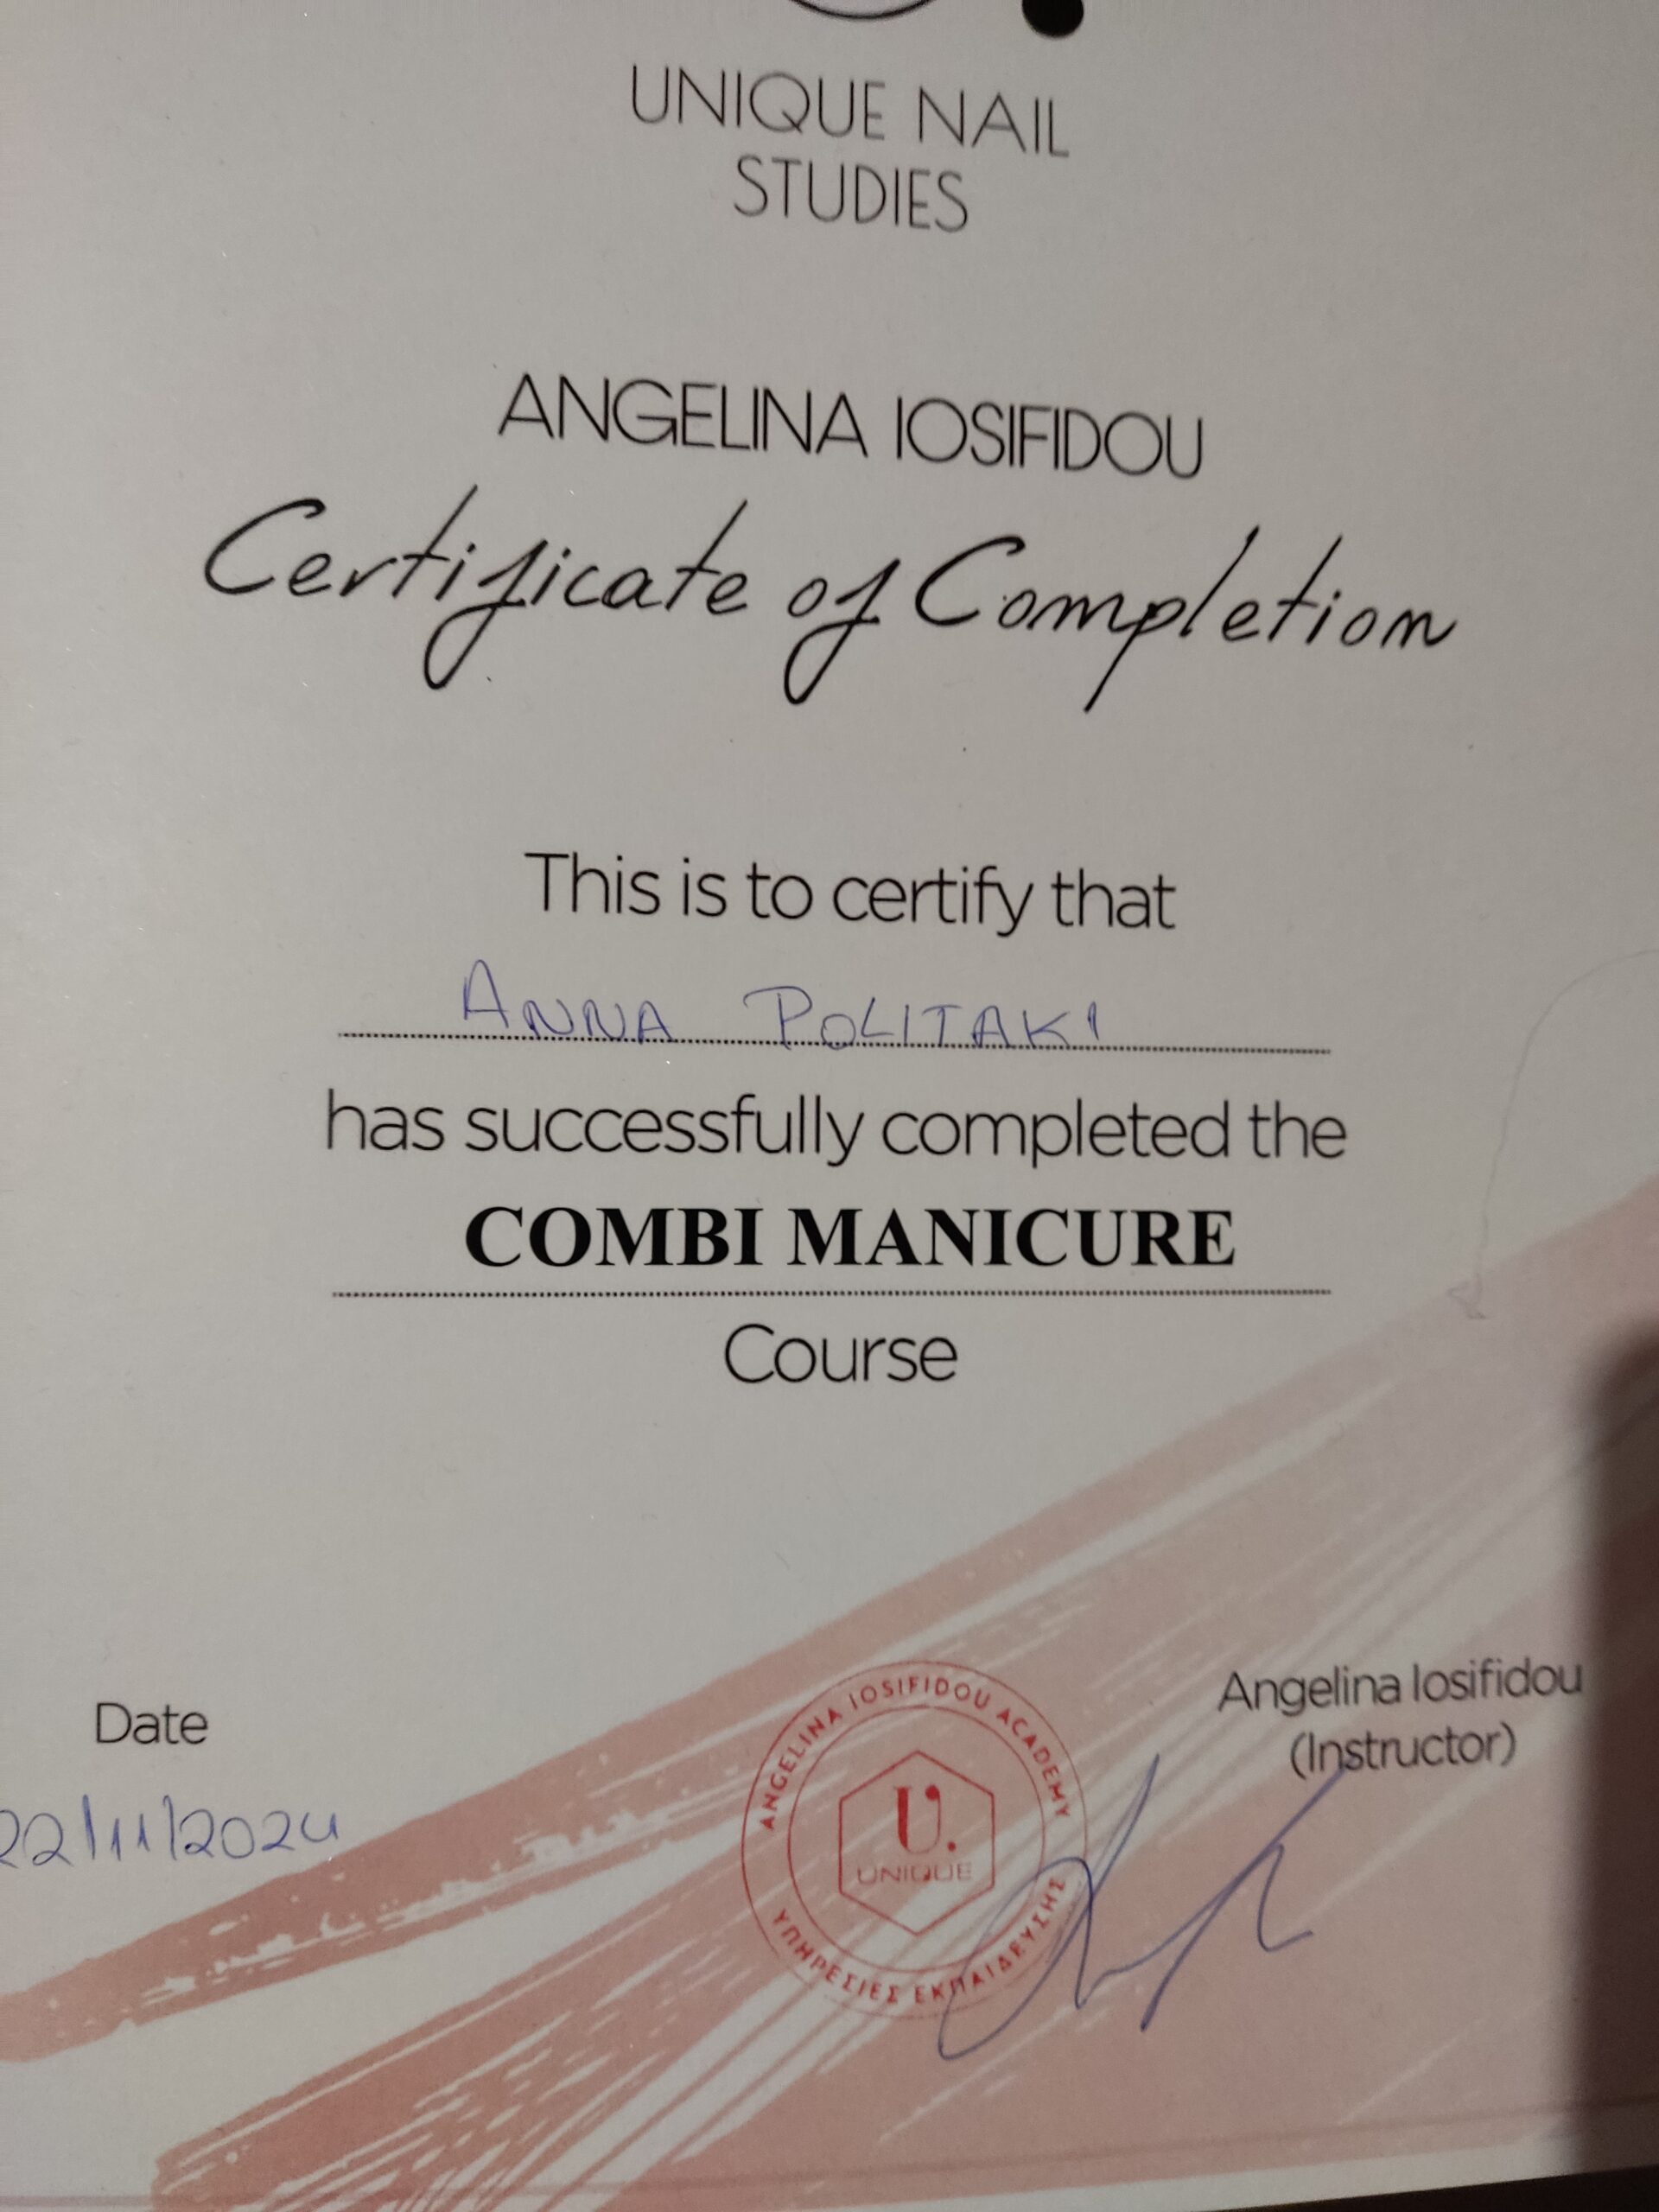 UNIQUE NAIL
STUDIES
ANGELINA IOSIFIDOU
Certificate of Completion
This is to certify that
ANNA POLITAKI
has successfully completed the
COMBI MANICURE
Course
Date
22/11/2024
Angelina Iosifidou
(Instructor)
ANGELINA IOSIFIDOU ACADEMY
U.
UNIQUE
ΥΠΗΡΕΣΙΕΣ ΕΚΠΑΙΔΕΥΣΗΣ